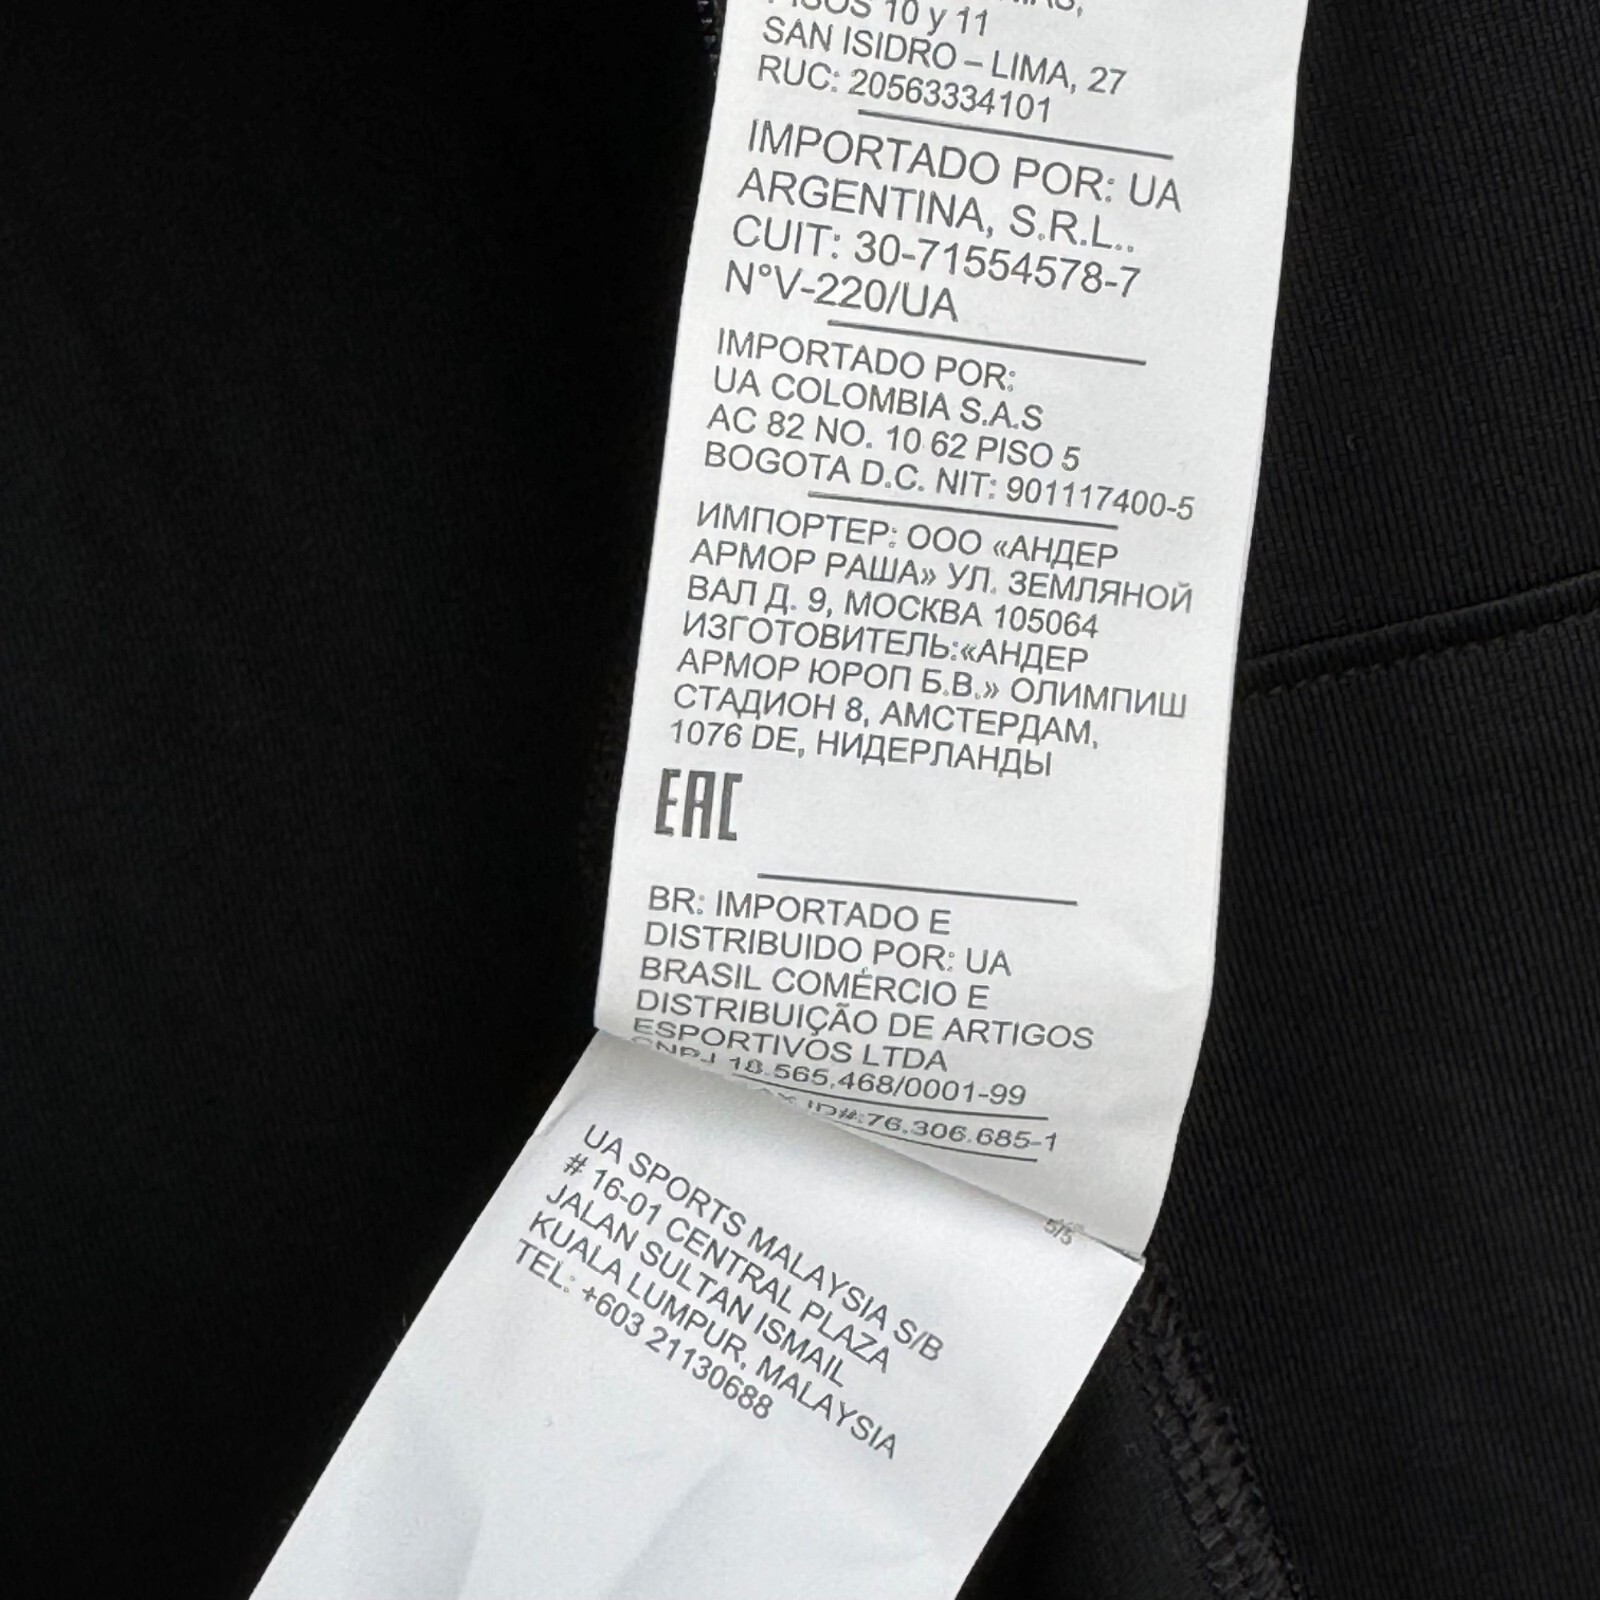 PISOS 10 y 11
SAN ISIDRO – LIMA, 27
RUC: 20563334101
IMPORTADO POR: UA
ARGENTINA, S.R.L..
CUIT: 30-71554578-7
N°V-220/UA
IMPORTADO POR:
UA COLOMBIA S.A.S
AC 82 NO. 10 62 PISO 5
BOGOTA D.C. NIT: 901117400-5
ИМПОРТЕР: ООО «АНДЕР
АРМОР РАША» УЛ. ЗЕМЛЯНОЙ
ВАЛ Д. 9, МОСКВА 105064
ИЗГОТОВИТЕЛЬ:«АНДЕР
АРМОР ЮРОП Б.В.» ОЛИМПИШ
СТАДИОН 8, АМСТЕРДАМ,
1076 DE, НИДЕРЛАНДЫ
EAC
BR: IMPORTADO E
DISTRIBUIDO POR: UA
BRASIL COMÉRCIO E
DISTRIBUIÇÃO DE ARTIGOS
ESPORTIVOS LTDA
CNPJ 18.565.468/0001-99
ID#:76.306.685-1
5/5
UA SPORTS MALAYSIA S/B
# 16-01 CENTRAL PLAZA
JALAN SULTAN ISMAIL
KUALA LUMPUR, MALAYSIA
TEL: +603 21130688